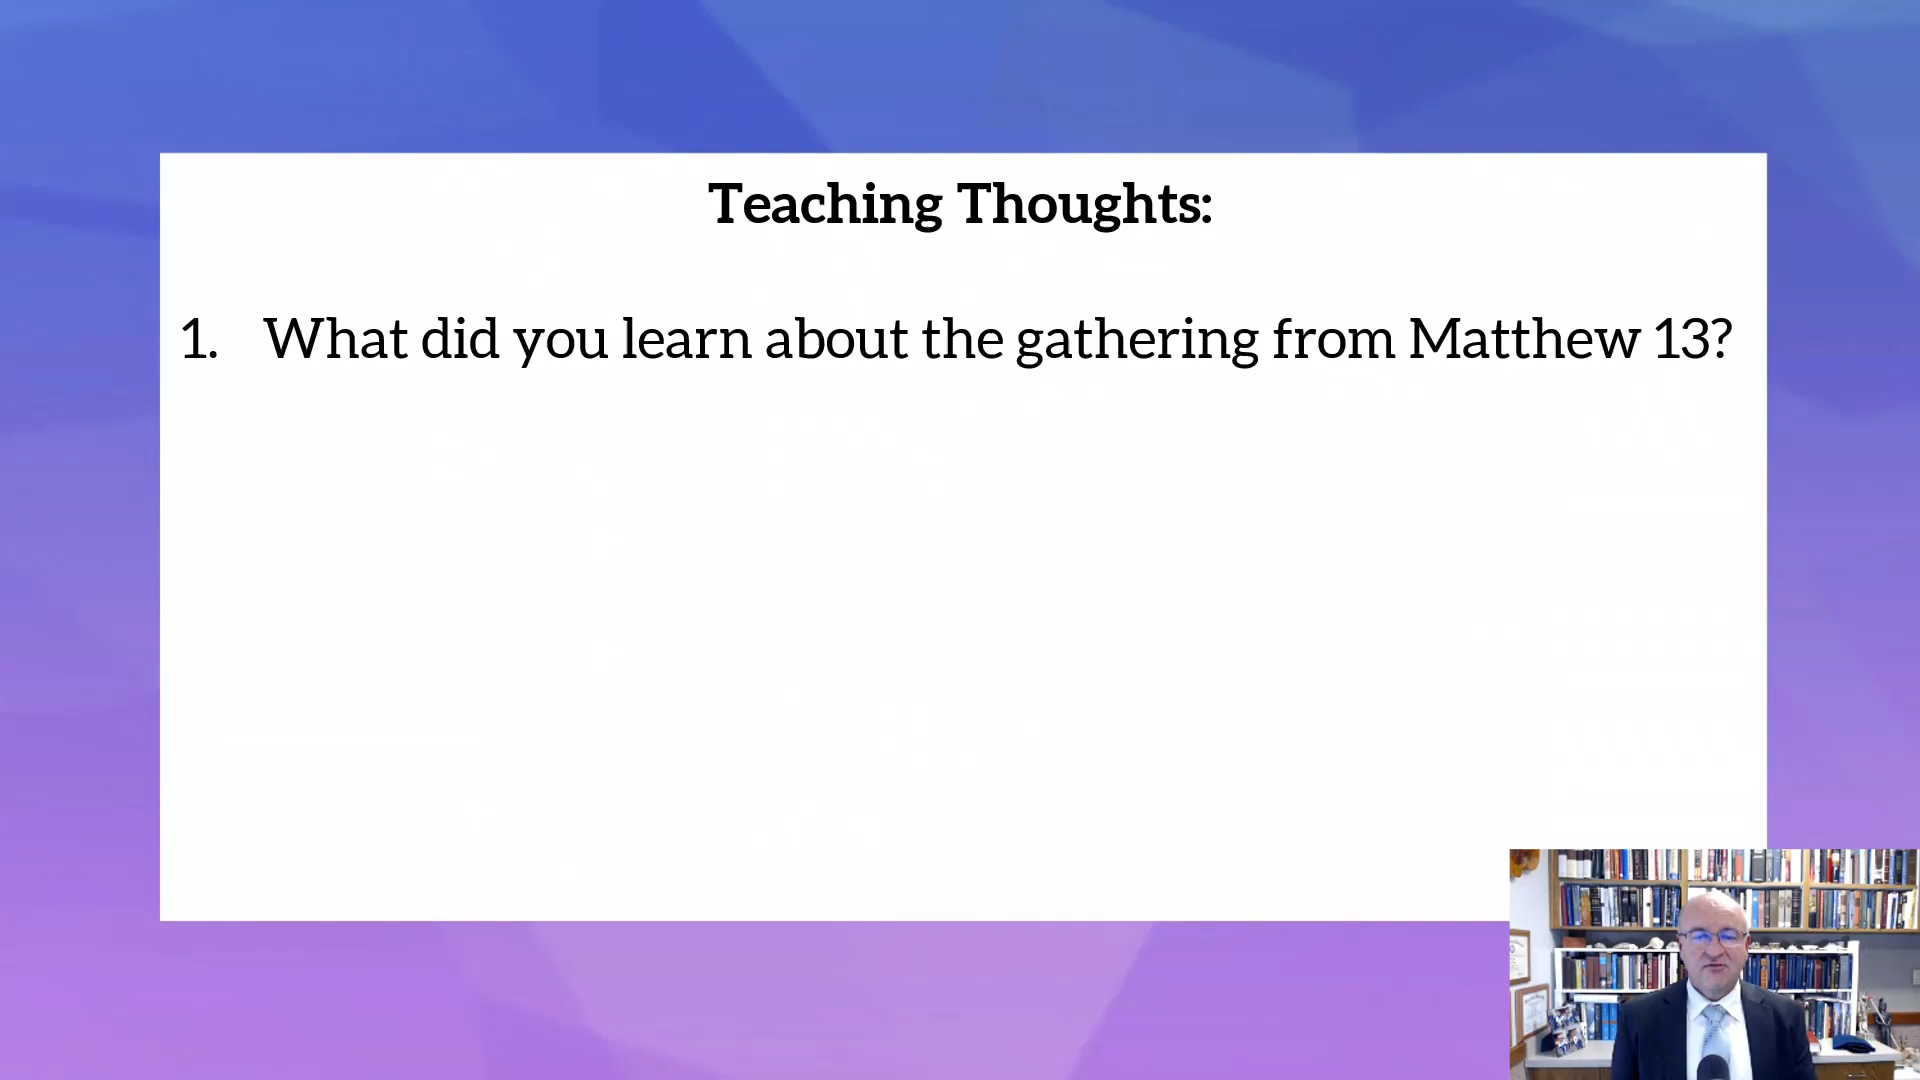 Teaching Thoughts:
1. What did you learn about the gathering from Matthew 13?